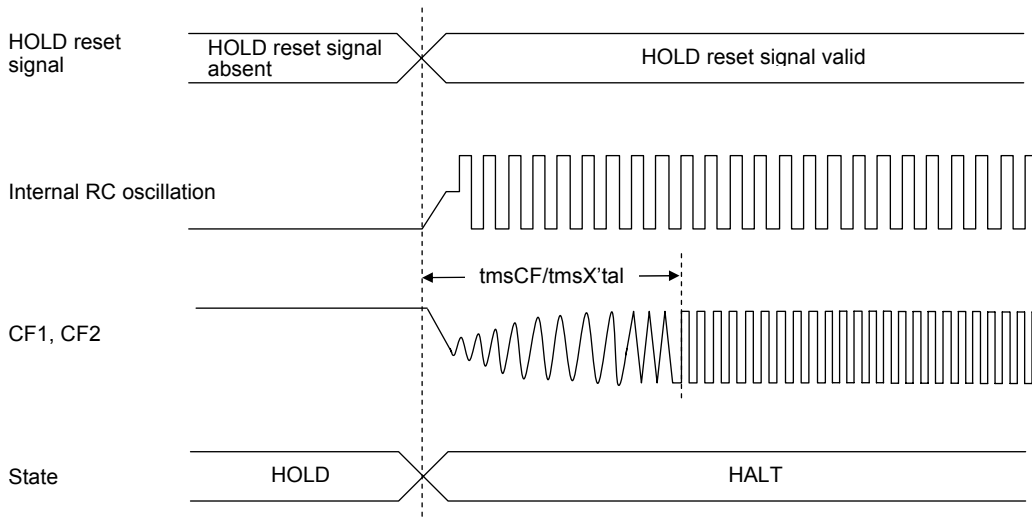 HOLD reset
signal
HOLD reset signal
absent
HOLD reset signal valid
Internal RC oscillation
tmsCF/tmsX'tal
CF1, CF2
State
HOLD
HALT